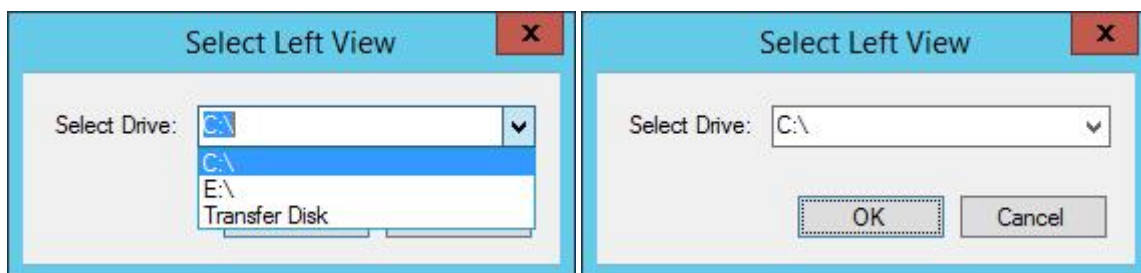 Select Left View
x
Select Drive: C:\
C:\
E:\
Transfer Disk
Select Left View
x
Select Drive: C:\
OK Cancel